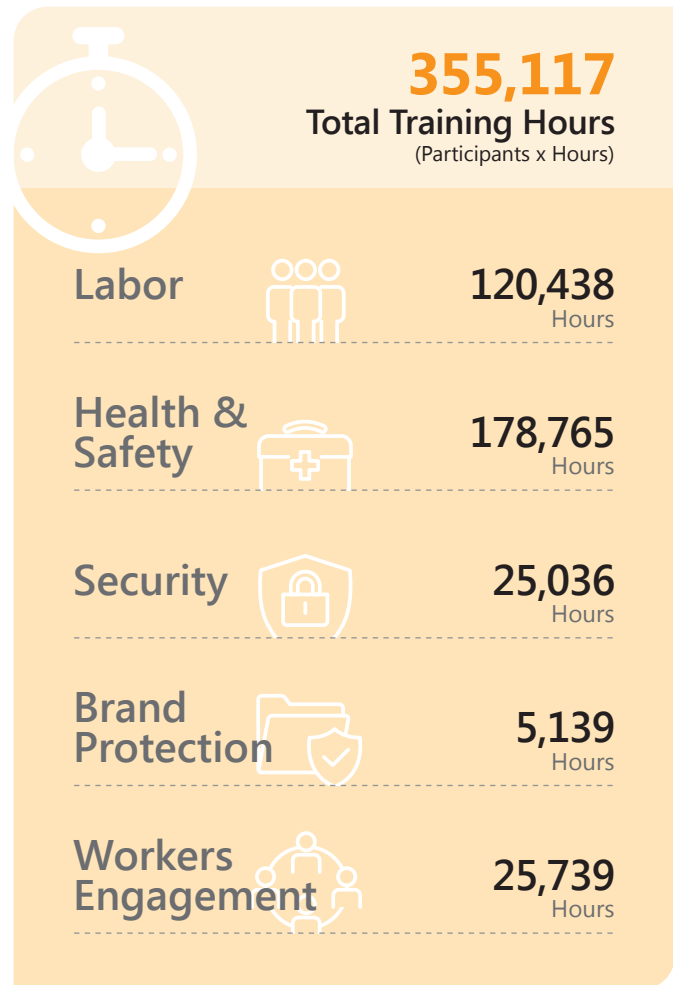 355,117
Total Training Hours
(Participants x Hours)
Labor
120,438
Hours
Health &
Safety
178,765
Hours
Security
25,036
Hours
Brand
Protection
5,139
Hours
Workers
Engagement
25,739
Hours